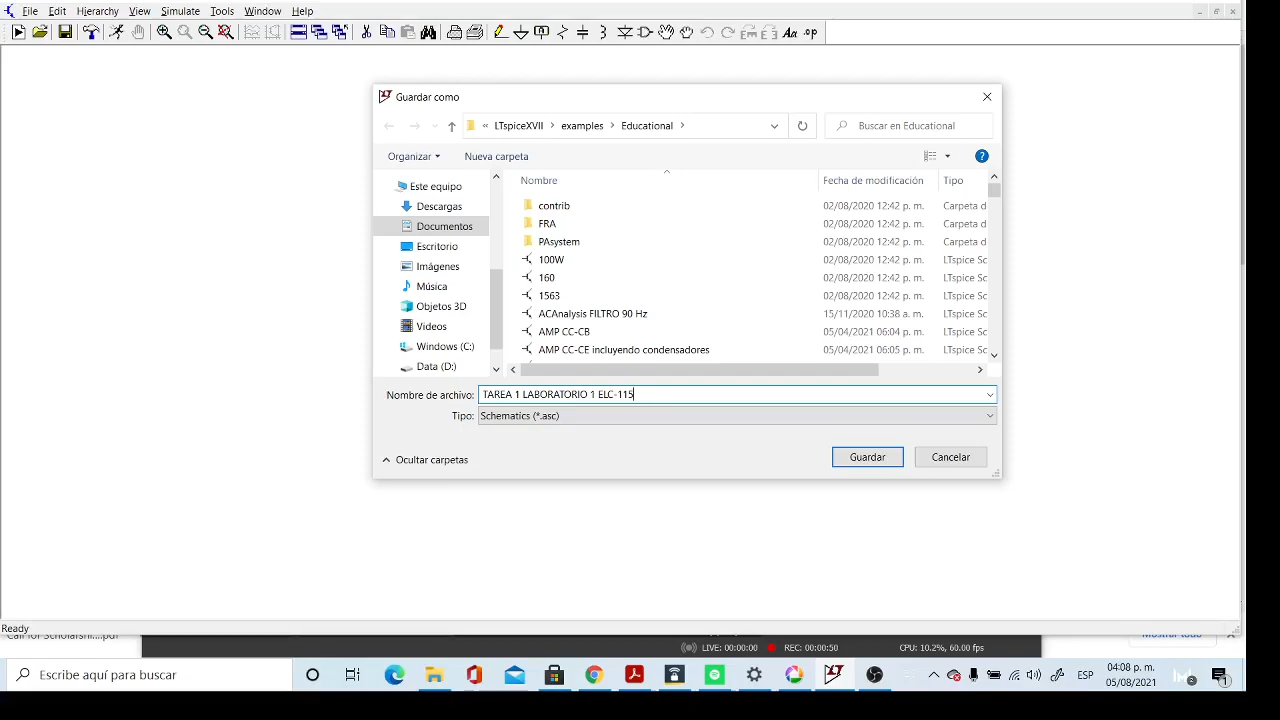 File Edit Hierarchy View Simulate Tools Window Help
Aa .op
Guardar como
« LTspiceXVII > examples > Educational >
Buscar en Educational
Organizar Nueva carpeta
?
Nombre Fecha de modificación Tipo
Este equipo
Descargas
Documentos
Escritorio
Imágenes
Música
Objetos 3D
Videos
Windows (C:)
Data (D:)
contrib 02/08/2020 12:42 p. m. Carpeta d
FRA 02/08/2020 12:42 p. m. Carpeta d
PAsystem 02/08/2020 12:42 p. m. Carpeta d
100W 02/08/2020 12:42 p. m. LTspice Sc
160 02/08/2020 12:42 p. m. LTspice Sc
1563 02/08/2020 12:42 p. m. LTspice Sc
ACAnalysis FILTRO 90 Hz 15/11/2020 10:38 a. m. LTspice Sc
AMP CC-CB 05/04/2021 06:04 p. m. LTspice Sc
AMP CC-CE incluyendo condensadores 05/04/2021 06:05 p. m. LTspice Sc
Nombre de archivo: TAREA 1 LABORATORIO 1 ELC-115
Tipo: Schematics (*.asc)
Ocultar carpetas
Guardar Cancelar
Ready
Call for Scholarshi....pdf
Mostrar todo
LIVE: 00:00:00 REC: 00:00:50 CPU: 10.2%, 60.00 fps
Escribe aquí para buscar
ESP
04:08 p. m.
05/08/2021